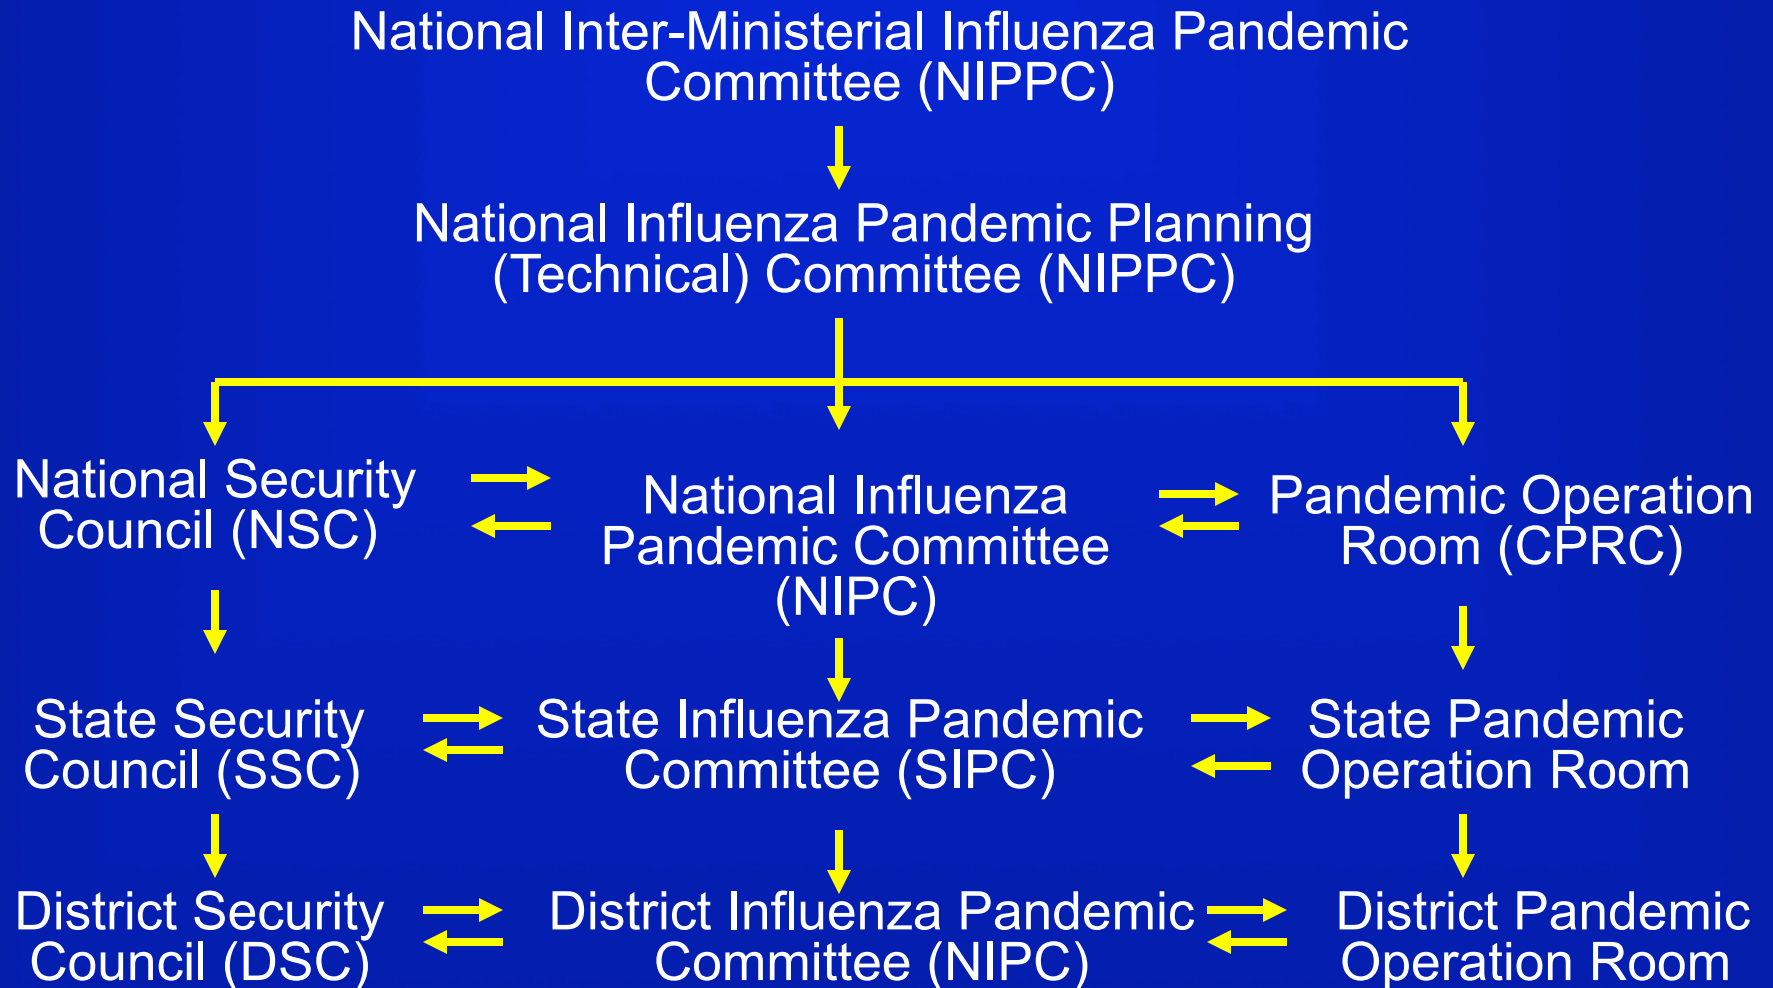 National Inter-Ministerial Influenza Pandemic
Committee (NIPPC)
National Influenza Pandemic Planning
(Technical) Committee (NIPPC)
National Security
Council (NSC)
National Influenza
Pandemic Committee
(NIPC)
Pandemic Operation
Room (CPRC)
State Security
Council (SSC)
State Influenza Pandemic
Committee (SIPC)
State Pandemic
Operation Room
District Security
Council (DSC)
District Influenza Pandemic
Committee (NIPC)
District Pandemic
Operation Room